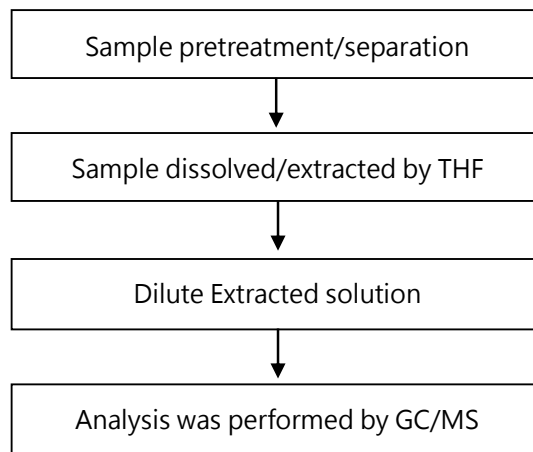 Sample pretreatment/separation
Sample dissolved/extracted by THF
Dilute Extracted solution
Analysis was performed by GC/MS